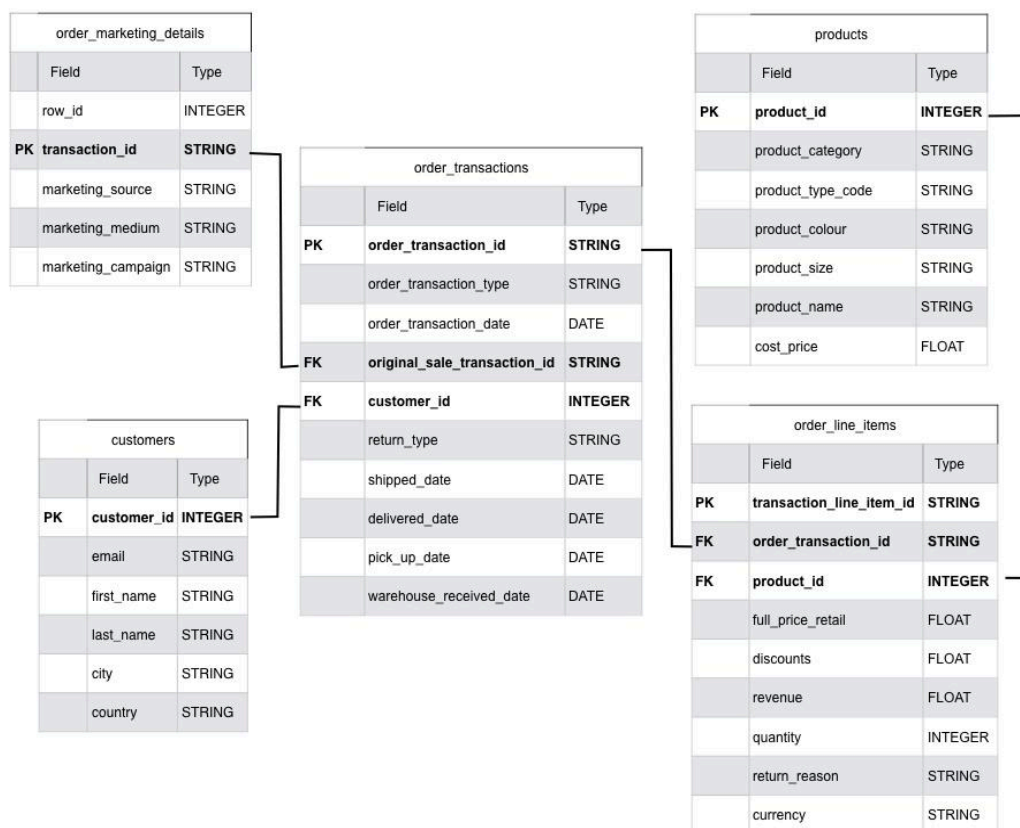 order_marketing_details
Field Type
row_id INTEGER
PK transaction_id STRING
marketing_source STRING
marketing_medium STRING
marketing_campaign STRING
customers
Field Type
PK customer_id INTEGER
email STRING
first_name STRING
last_name STRING
city STRING
country STRING
order_transactions
Field Type
PK order_transaction_id STRING
order_transaction_type STRING
order_transaction_date DATE
FK original_sale_transaction_id STRING
FK customer_id INTEGER
return_type STRING
shipped_date DATE
delivered_date DATE
pick_up_date DATE
warehouse_received_date DATE
products
Field Type
PK product_id INTEGER
product_category STRING
product_type_code STRING
product_colour STRING
product_size STRING
product_name STRING
cost_price FLOAT
order_line_items
Field Type
PK transaction_line_item_id STRING
FK order_transaction_id STRING
FK product_id INTEGER
full_price_retail FLOAT
discounts FLOAT
revenue FLOAT
quantity INTEGER
return_reason STRING
currency STRING